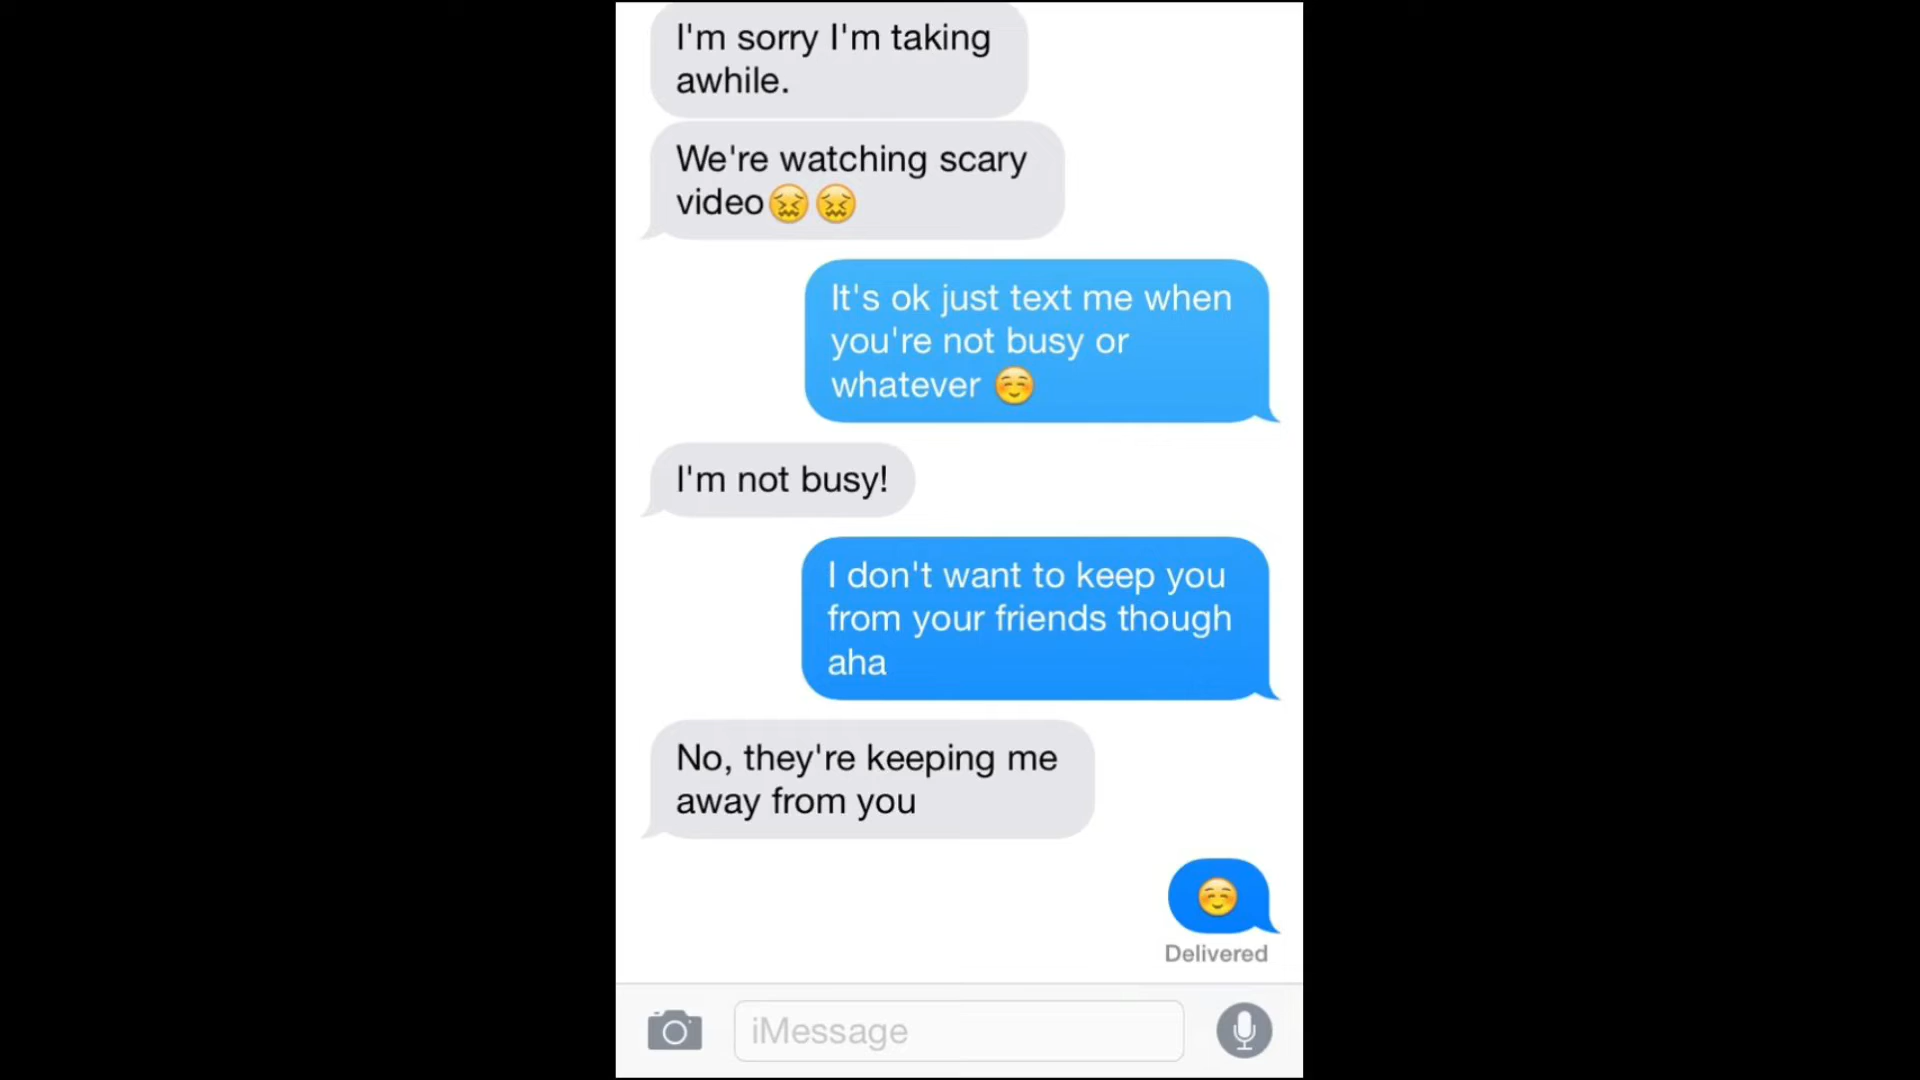 I'm sorry I'm taking
awhile.
We're watching scary
video😖😖
It's ok just text me when
you're not busy or
whatever ☺️
I'm not busy!
I don't want to keep you
from your friends though
aha
No, they're keeping me
away from you
☺️
Delivered
iMessage